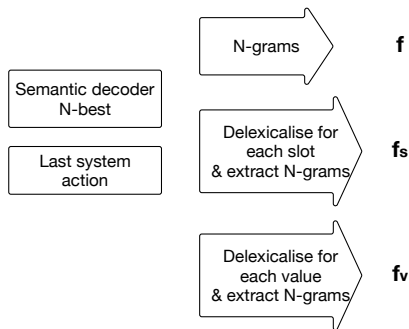 N-grams
f
Semantic decoder
N-best
Last system
action
Delexicalise for
each slot
& extract N-grams
fs
Delexicalise for
each value
& extract N-grams
fv